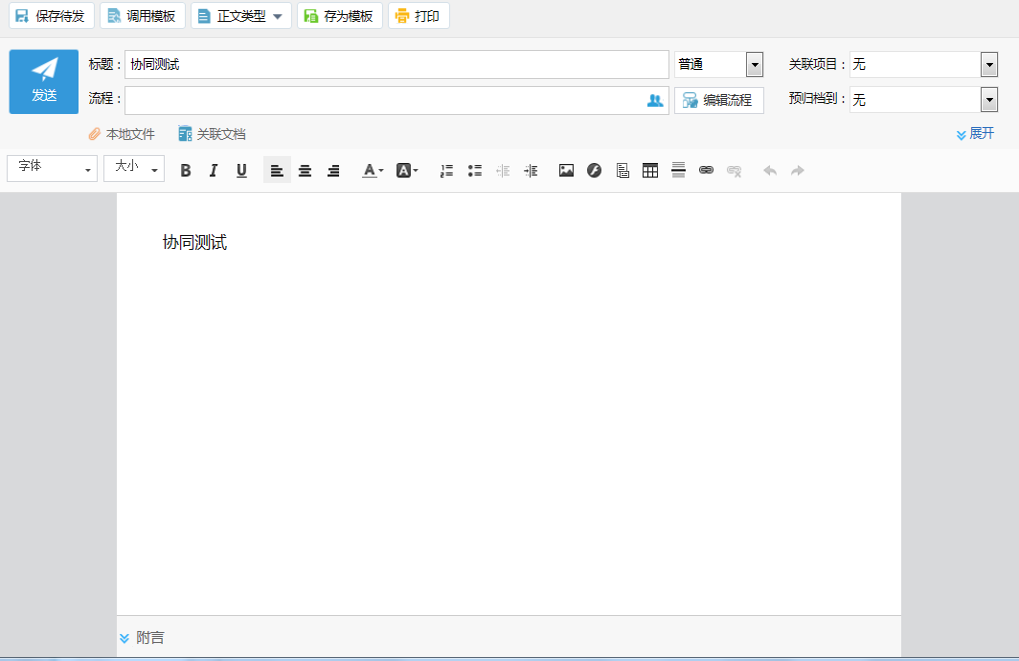 保存待发 调用模板 正文类型 存为模板 打印
发送
标题： 协同测试 普通 关联项目： 无
流程： 编辑流程 预归档到： 无
本地文件 关联文档 展开
字体 大小 B I U A A
协同测试
附言